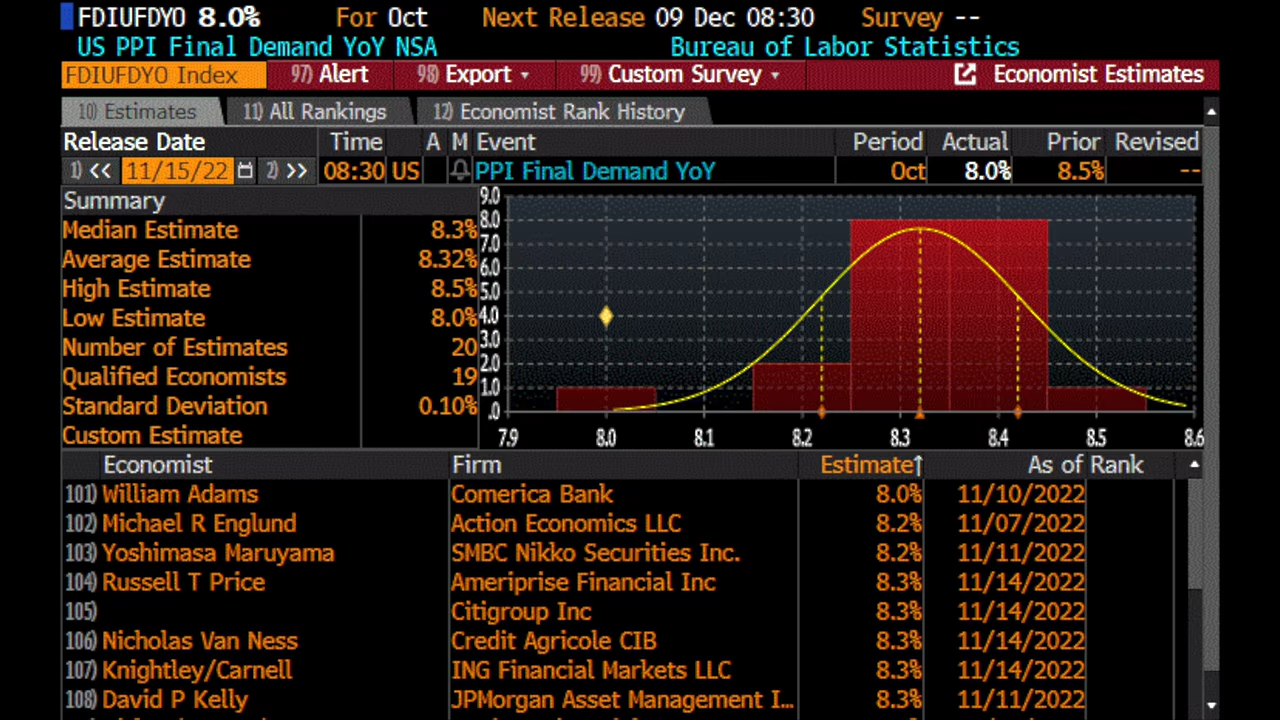 FDIUFDYO 8.0% For Oct Next Release 09 Dec 08:30 Survey --
US PPI Final Demand YoY NSA Bureau of Labor Statistics
FDIUFDYO Index 97) Alert 98) Export 99) Custom Survey Economist Estimates
10) Estimates 11) All Rankings 12) Economist Rank History
Release Date Time A M Event Period Actual Prior Revised
1) << 11/15/22 2) >> 08:30 US PPI Final Demand YoY Oct 8.0% 8.5% --
Summary
Median Estimate 8.3%
Average Estimate 8.32%
High Estimate 8.5%
Low Estimate 8.0%
Number of Estimates 20
Qualified Economists 19
Standard Deviation 0.10%
Custom Estimate
9.0
8.0
7.0
6.0
5.0
4.0
3.0
2.0
1.0
.0
7.9 8.0 8.1 8.2 8.3 8.4 8.5 8.6
Economist Firm Estimate↑ As of Rank
101) William Adams Comerica Bank 8.0% 11/10/2022
102) Michael R Englund Action Economics LLC 8.2% 11/07/2022
103) Yoshimasa Maruyama SMBC Nikko Securities Inc. 8.2% 11/11/2022
104) Russell T Price Ameriprise Financial Inc 8.3% 11/14/2022
105) Citigroup Inc 8.3% 11/14/2022
106) Nicholas Van Ness Credit Agricole CIB 8.3% 11/14/2022
107) Knightley/Carnell ING Financial Markets LLC 8.3% 11/14/2022
108) David P Kelly JPMorgan Asset Management I... 8.3% 11/11/2022